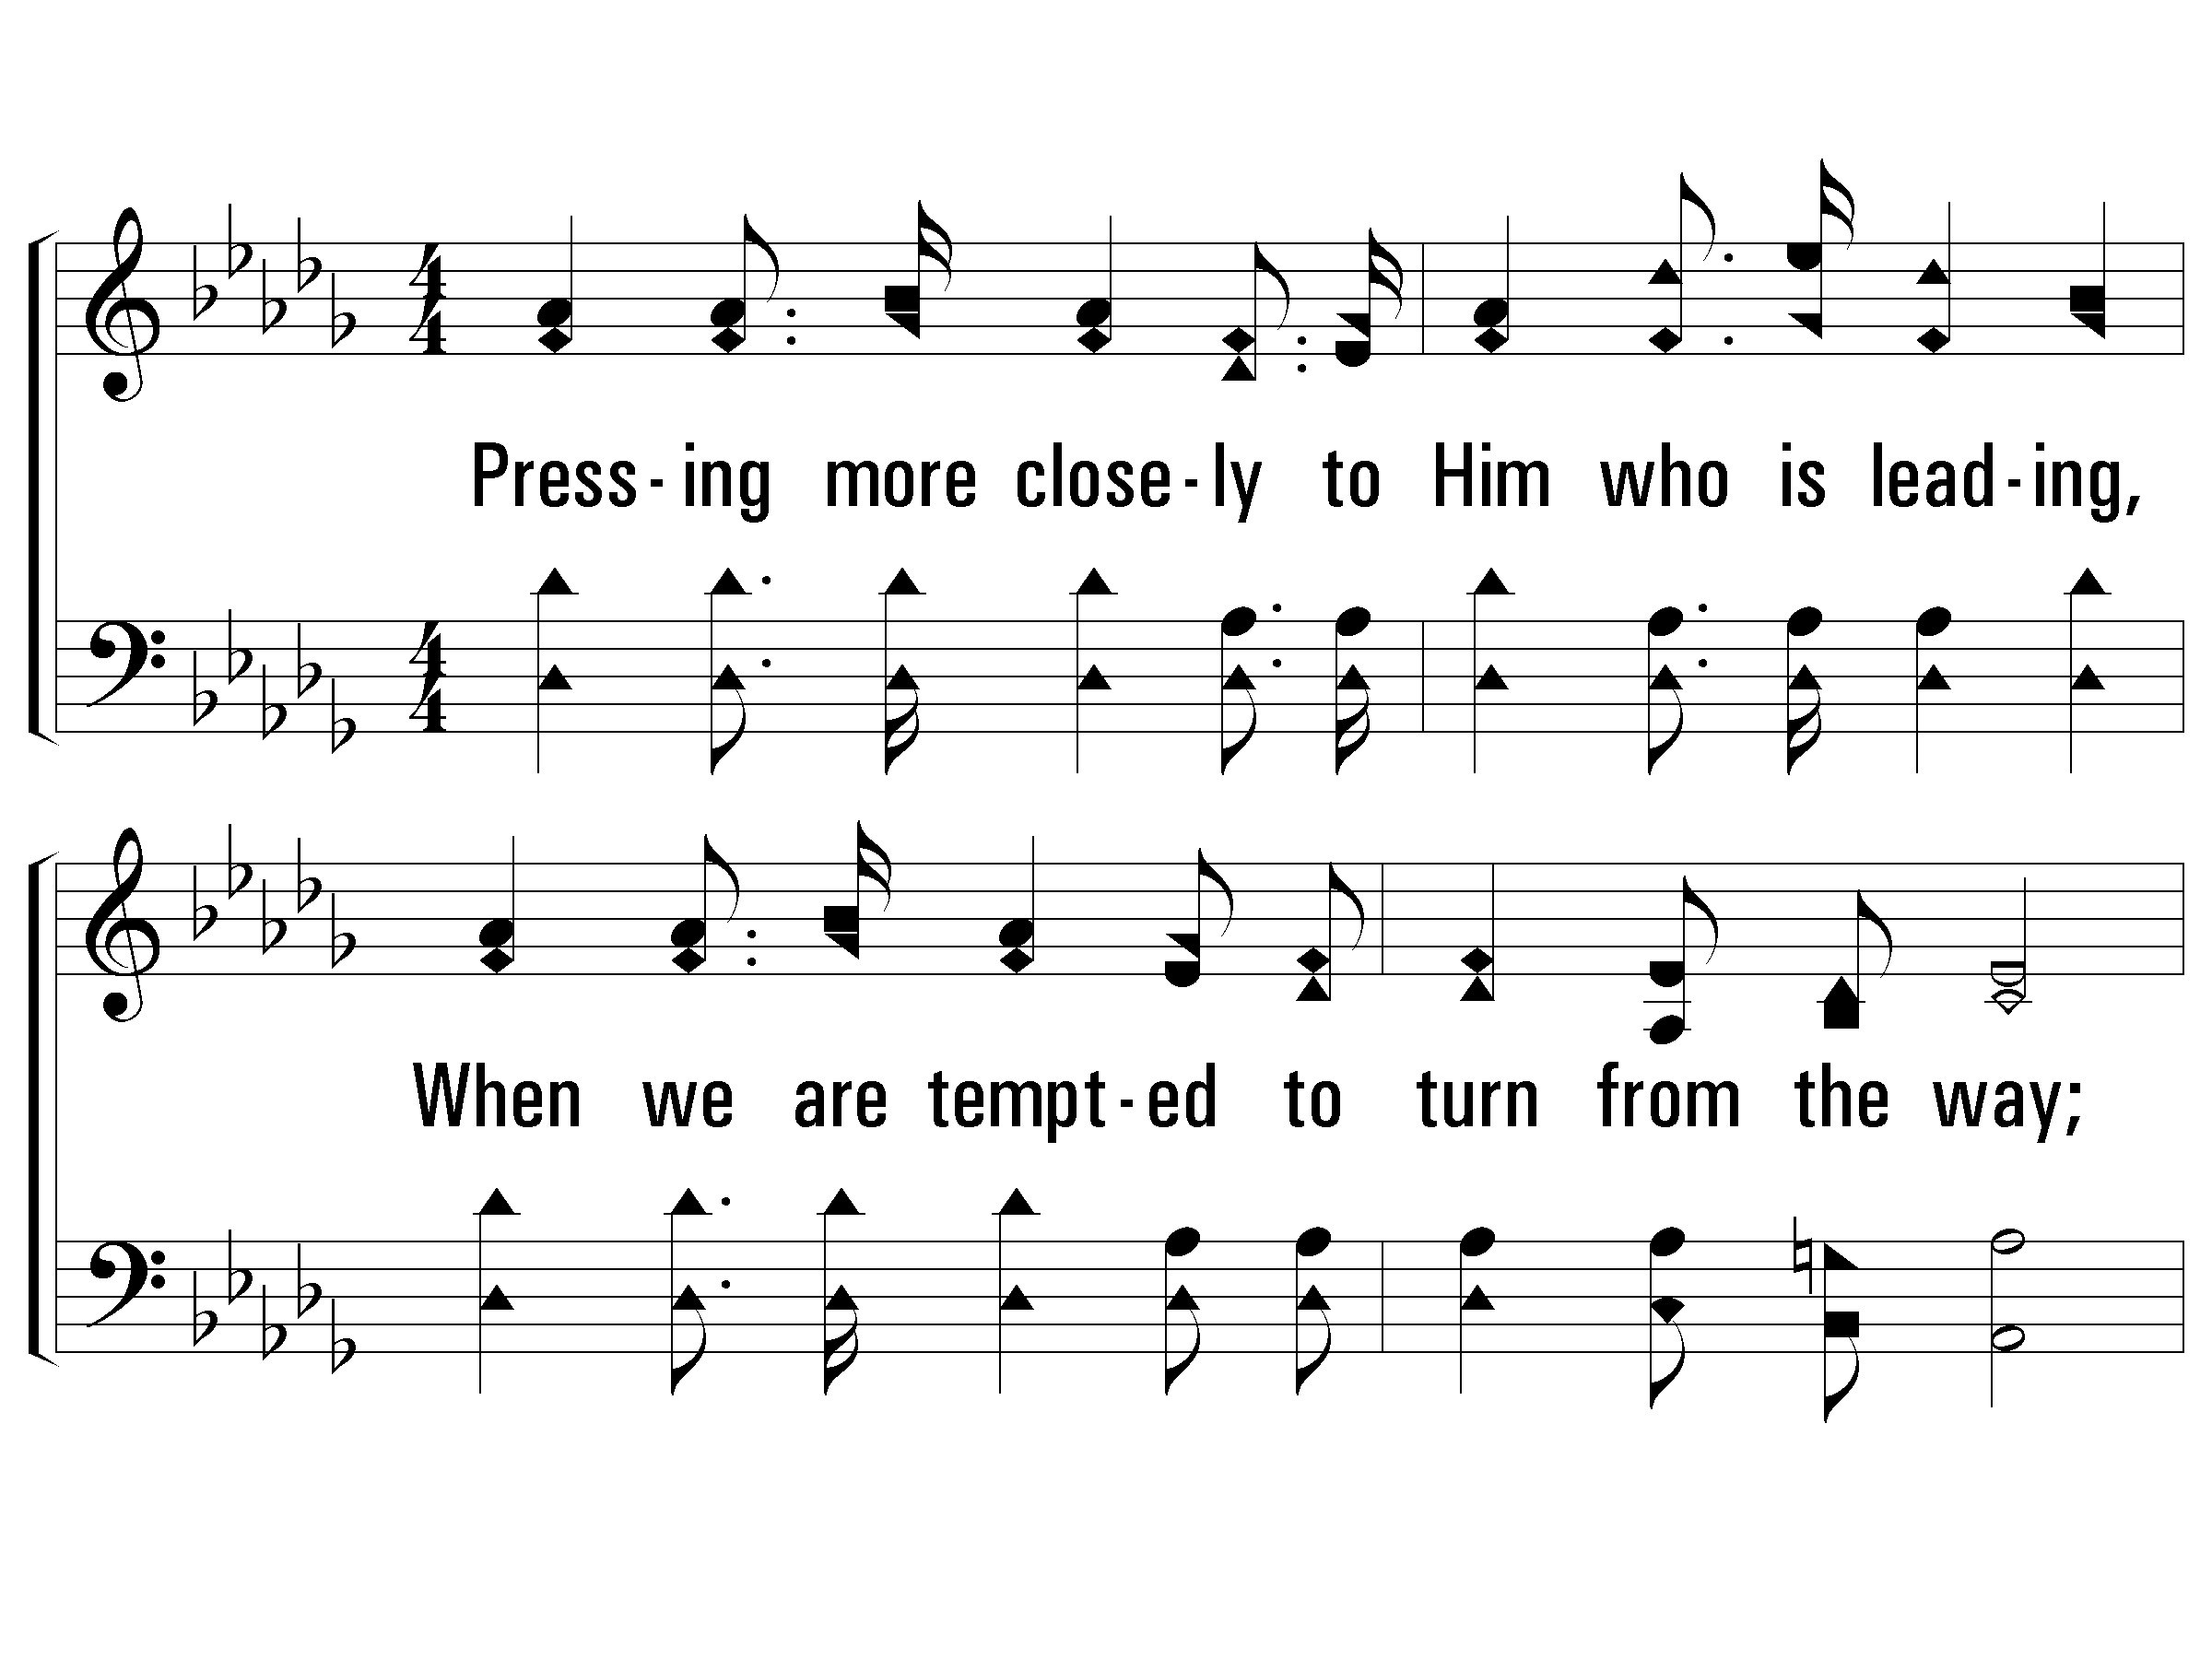 Press-ing more close-ly to Him who is lead-ing,
When we are tempt-ed to turn from the way;